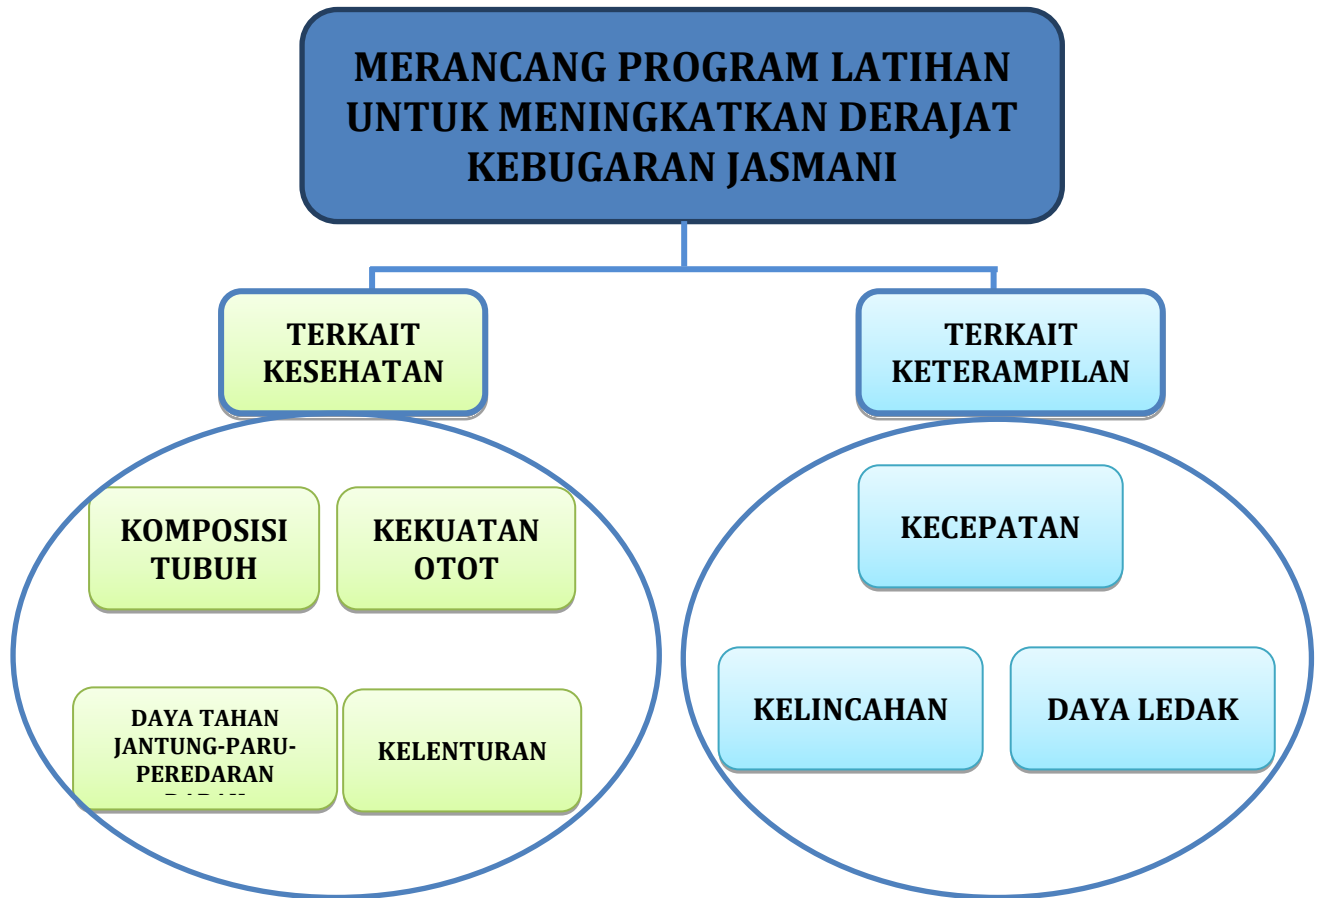 MERANCANG PROGRAM LATIHAN
UNTUK MENINGKATKAN DERAJAT
KEBUGARAN JASMANI
TERKAIT
KESEHATAN
TERKAIT
KETERAMPILAN
KOMPOSISI
TUBUH
KEKUATAN
OTOT
KECEPATAN
DAYA TAHAN
JANTUNG-PARU-
PEREDARAN
KELENTURAN
KELINCAHAN
DAYA LEDAK